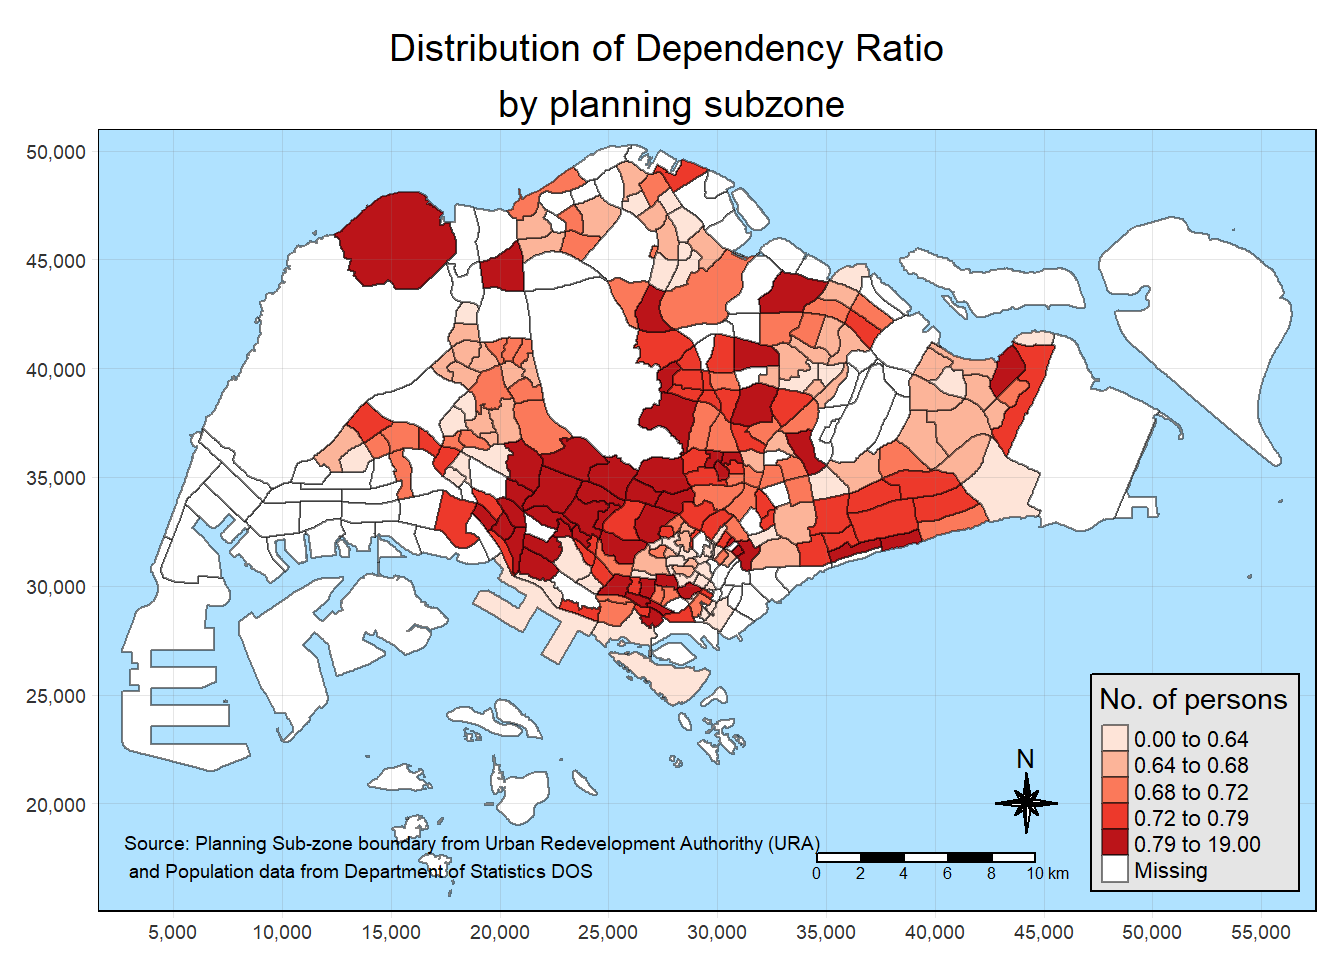 Distribution of Dependency Ratio
by planning subzone
50,000
45,000
40,000
35,000
30,000
25,000
20,000
No. of persons
0.00 to 0.64
0.64 to 0.68
0.68 to 0.72
0.72 to 0.79
0.79 to 19.00
Missing
N
Source: Planning Sub-zone boundary from Urban Redevelopment Authorithy (URA)
and Population data from Department of Statistics DOS
0 2 4 6 8 10 km
5,000 10,000 15,000 20,000 25,000 30,000 35,000 40,000 45,000 50,000 55,000